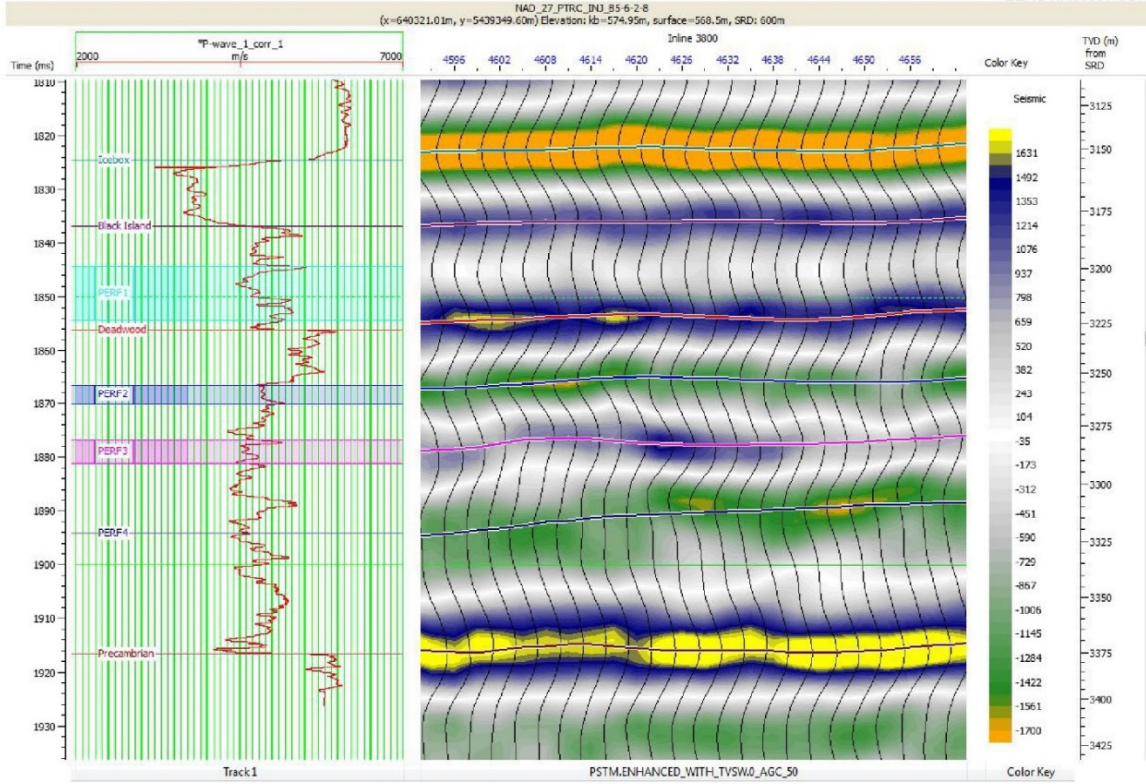 NAD_27_PTRC_INJ_B5-6-2-8
(x=640321.01m, y=5439349.60m) Elevation: kb=574.95m, surface=568.5m, SRD: 600m
*P-wave_1_corr_1
2000 m/s 7000
Time (ms)
Inline 3800
4596 4602 4608 4614 4620 4626 4632 4638 4644 4650 4656
Color Key
TVD (m)
from
SRD
1810
1820
1830
1840
1850
1860
1870
1880
1890
1900
1910
1920
1930
Icebox
Black Island
PERF1
Deadwood
PERF2
PERF3
PERF4
Precambrian
Seismic
1631
1492
1353
1214
1076
937
798
659
520
382
243
104
-35
-173
-312
-451
-590
-729
-857
-1006
-1145
-1284
-1422
-1561
-1700
3125
3150
3175
3200
3225
3250
3275
3300
3325
3350
3375
3400
3425
Track1
PSTM.ENHANCED_WITH_TVSW.0_AGC_50
Color Key